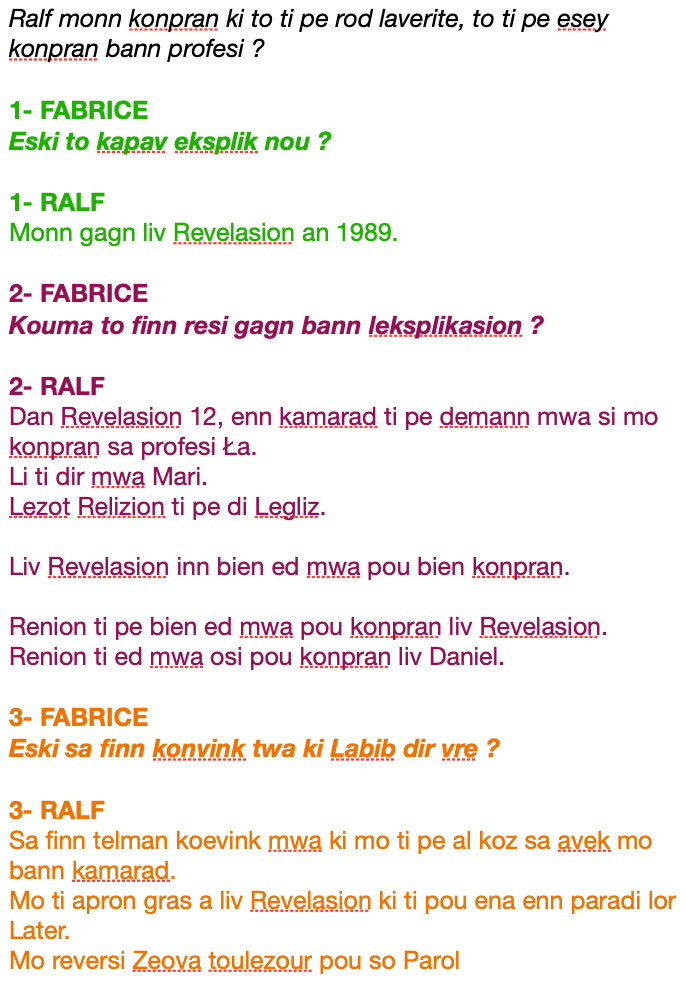 Ralf monn konpran ki to ti pe rod laverite, to ti pe esey
konpran bann profesi ?
1- FABRICE
Eski to kapav eksplik nou ?
1- RALF
Monn gagn liv Revelasion an 1989.
2- FABRICE
Kouma to finn resi gagn bann leksplikasion ?
2- RALF
Dan Revelasion 12, enn kamarad ti pe demann mwa si mo
konpran sa profesi Ła.
Li ti dir mwa Mari.
Lezot Relizion ti pe di Legliz.
Liv Revelasion inn bien ed mwa pou bien konpran.
Renion ti pe bien ed mwa pou konpran liv Revelasion.
Renion ti ed mwa osi pou konpran liv Daniel.
3- FABRICE
Eski sa finn konvink twa ki Labib dir vre ?
3- RALF
Sa finn telman koevink mwa ki mo ti pe al koz sa avek mo
bann kamarad.
Mo ti apron gras a liv Revelasion ki ti pou ena enn paradi lor
Later.
Mo reversi Zeova toulezour pou so Parol